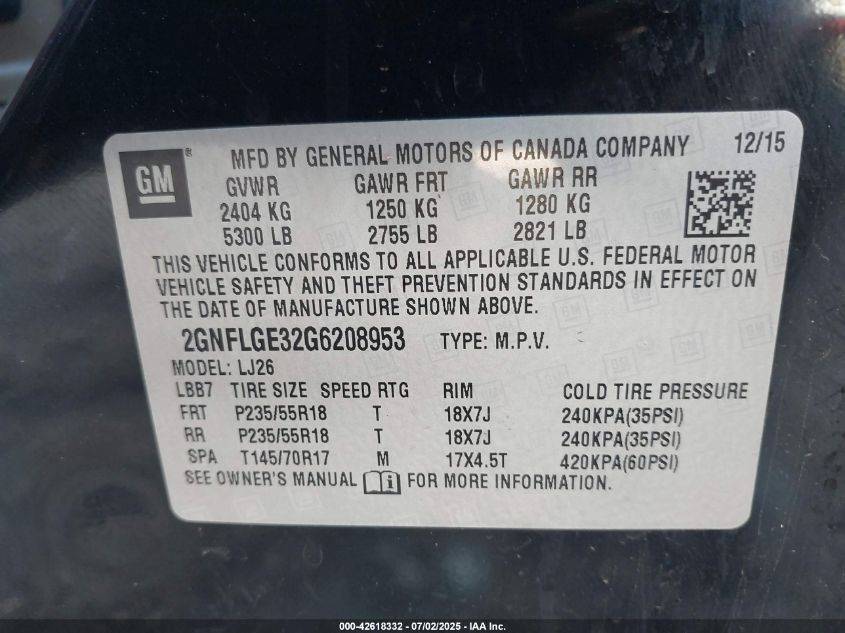 GM ® MFD BY GENERAL MOTORS OF CANADA COMPANY 12/15
GVWR GAWR FRT GAWR RR
2404 KG 1250 KG 1280 KG
5300 LB 2755 LB 2821 LB
THIS VEHICLE CONFORMS TO ALL APPLICABLE U.S. FEDERAL MOTOR
VEHICLE SAFETY AND THEFT PREVENTION STANDARDS IN EFFECT ON
THE DATE OF MANUFACTURE SHOWN ABOVE.
2GNFLGE32G6208953 TYPE: M.P.V.
MODEL: LJ26
LBB7 TIRE SIZE SPEED RTG RIM COLD TIRE PRESSURE
FRT P235/55R18 T 18X7J 240KPA(35PSI)
RR P235/55R18 T 18X7J 240KPA(35PSI)
SPA T145/70R17 M 17X4.5T 420KPA(60PSI)
SEE OWNER'S MANUAL i FOR MORE INFORMATION.
000-42618332 / 07/02/2025 - IAA Inc.